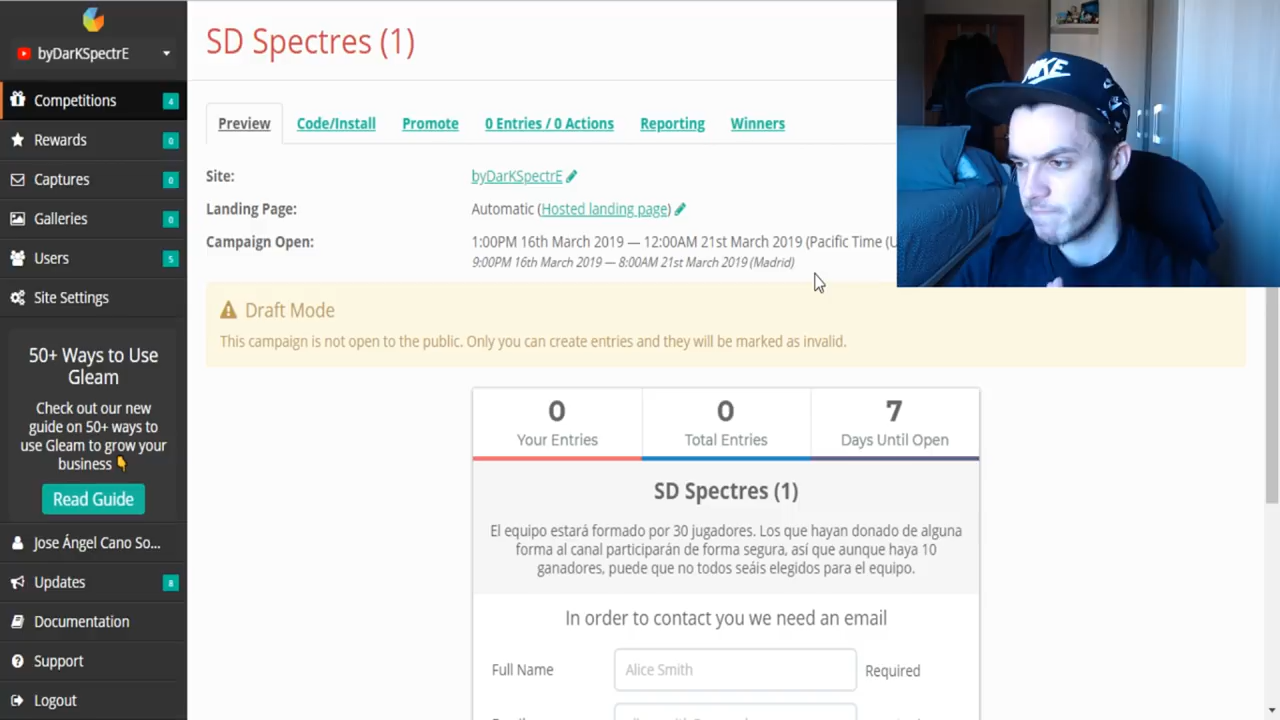 byDarKSpectrE
Competitions 4
Rewards 0
Captures 0
Galleries 0
Users 5
Site Settings
50+ Ways to Use
Gleam
Check out our new
guide on 50+ ways to
use Gleam to grow your
business
Read Guide
Jose Ángel Cano So...
Updates 8
Documentation
Support
Logout
SD Spectres (1)
Preview Code/Install Promote 0 Entries / 0 Actions Reporting Winners
Site: byDarKSpectrE
Landing Page: Automatic (Hosted landing page)
Campaign Open: 1:00PM 16th March 2019 — 12:00AM 21st March 2019 (Pacific Time (U
9:00PM 16th March 2019 — 8:00AM 21st March 2019 (Madrid)
Draft Mode
This campaign is not open to the public. Only you can create entries and they will be marked as invalid.
0 0 7
Your Entries Total Entries Days Until Open
SD Spectres (1)
El equipo estará formado por 30 jugadores. Los que hayan donado de alguna
forma al canal participarán de forma segura, así que aunque haya 10
ganadores, puede que no todos seáis elegidos para el equipo.
In order to contact you we need an email
Full Name Alice Smith Required
NIKE